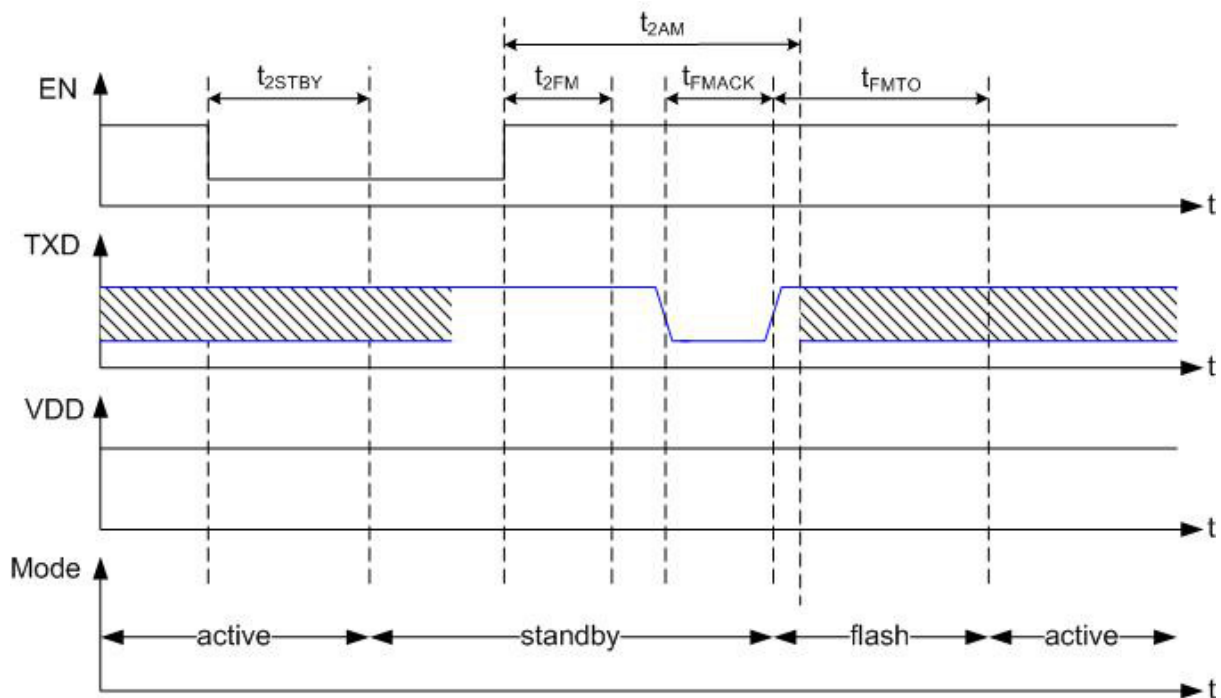 t2AM
EN
t2STBY
t2FM
tFMACK
tFMTO
t
TXD
t
VDD
t
Mode
active
standby
flash
active
t